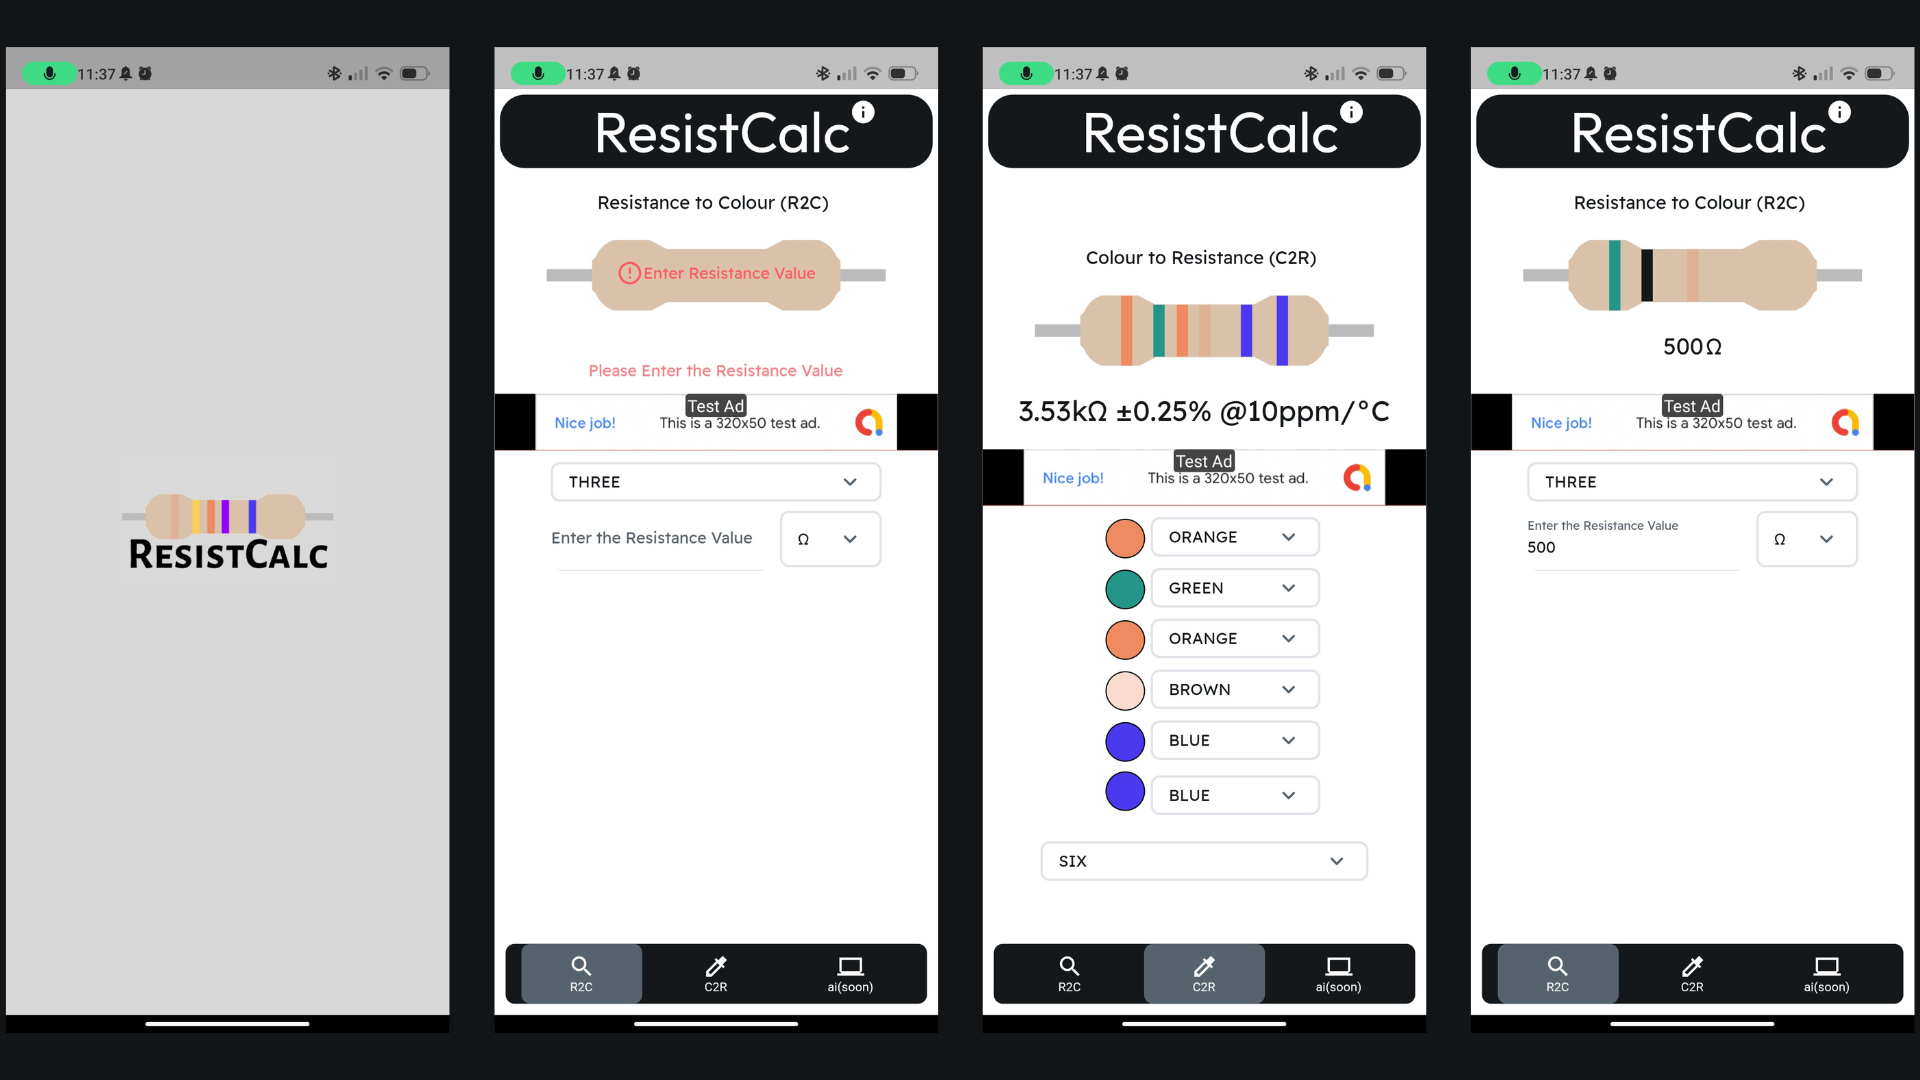 11:37
RESISTCALC
11:37
ResistCalc
Resistance to Colour (R2C)
Enter Resistance Value
Please Enter the Resistance Value
Test Ad
Nice job!
This is a 320x50 test ad.
THREE
Enter the Resistance Value
Ω
R2C
C2R
ai(soon)
11:37
ResistCalc
Colour to Resistance (C2R)
3.53kΩ ±0.25% @10ppm/°C
Test Ad
Nice job!
This is a 320x50 test ad.
ORANGE
GREEN
ORANGE
BROWN
BLUE
BLUE
SIX
R2C
C2R
ai(soon)
11:37
ResistCalc
Resistance to Colour (R2C)
500Ω
Test Ad
Nice job!
This is a 320x50 test ad.
THREE
Enter the Resistance Value
500
Ω
R2C
C2R
ai(soon)